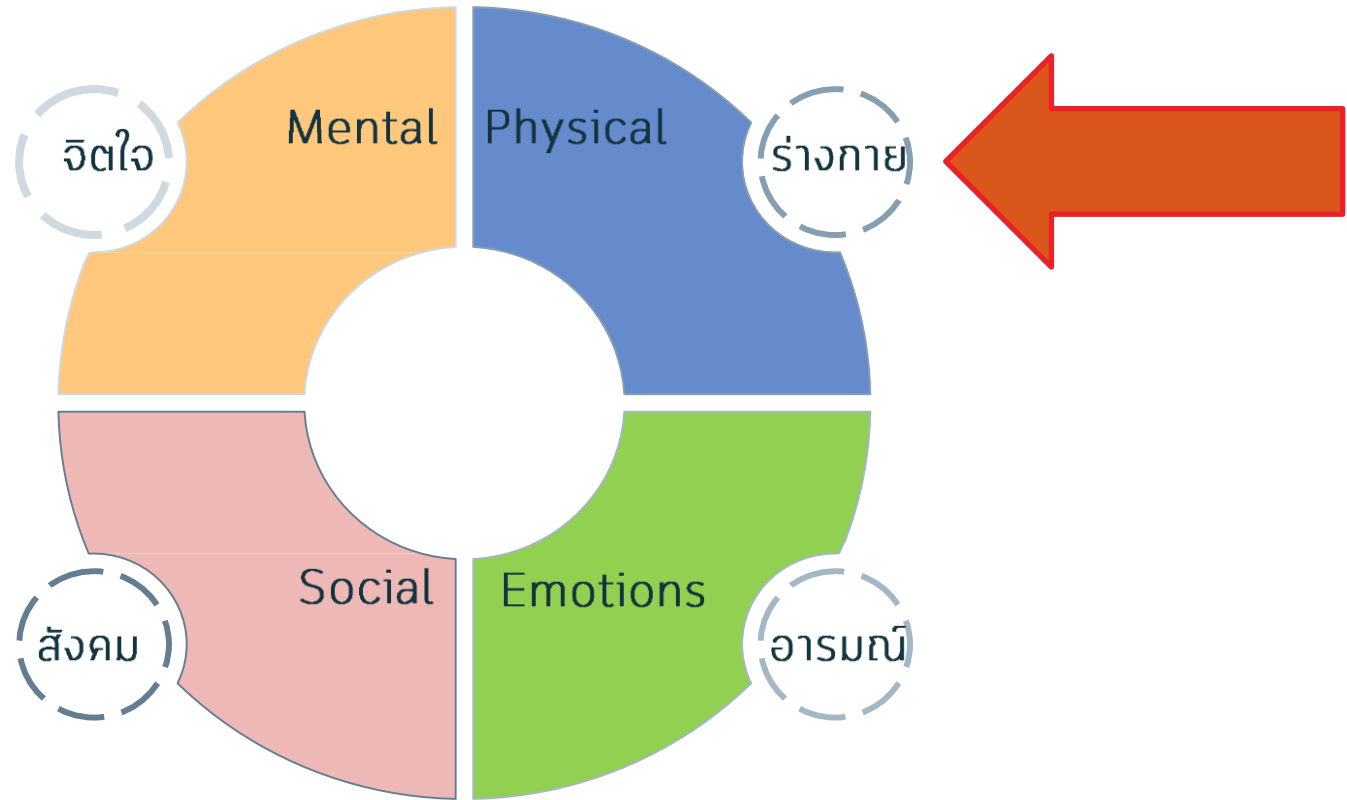 จิตใจ
Mental
Physical
ร่างกาย
สังคม
Social
Emotions
อารมณ์